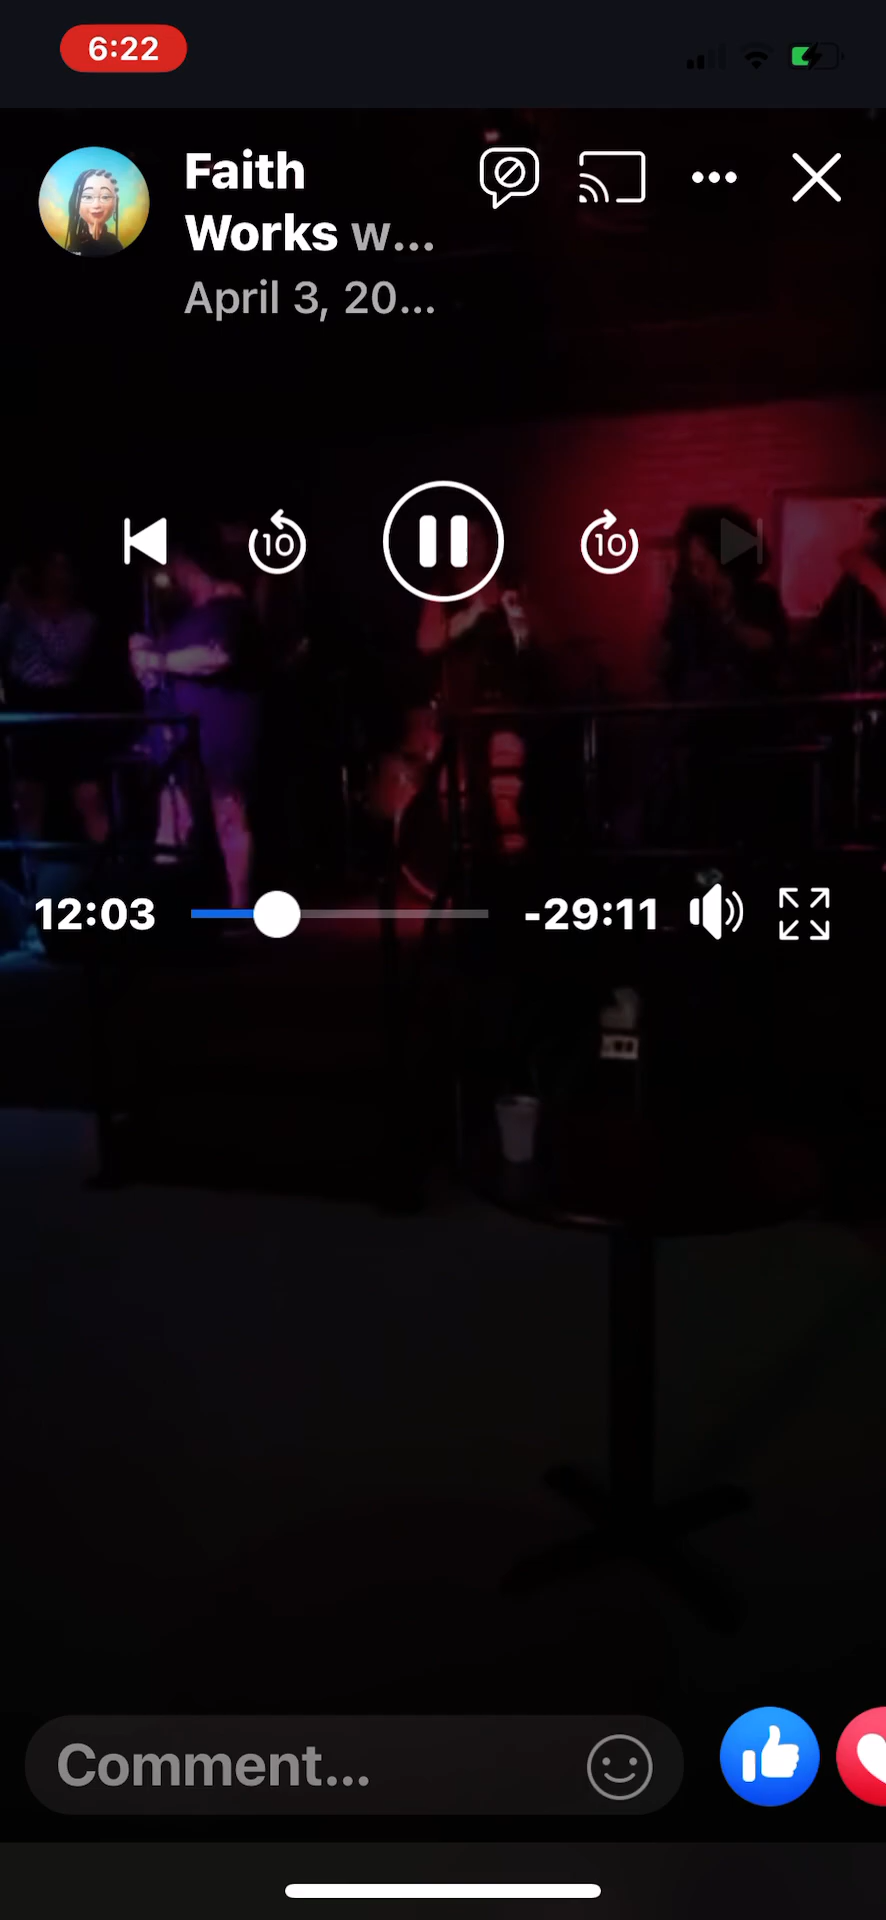 6:22
Faith
Works w...
April 3, 20...
10
10
12:03
-29:11
Comment...